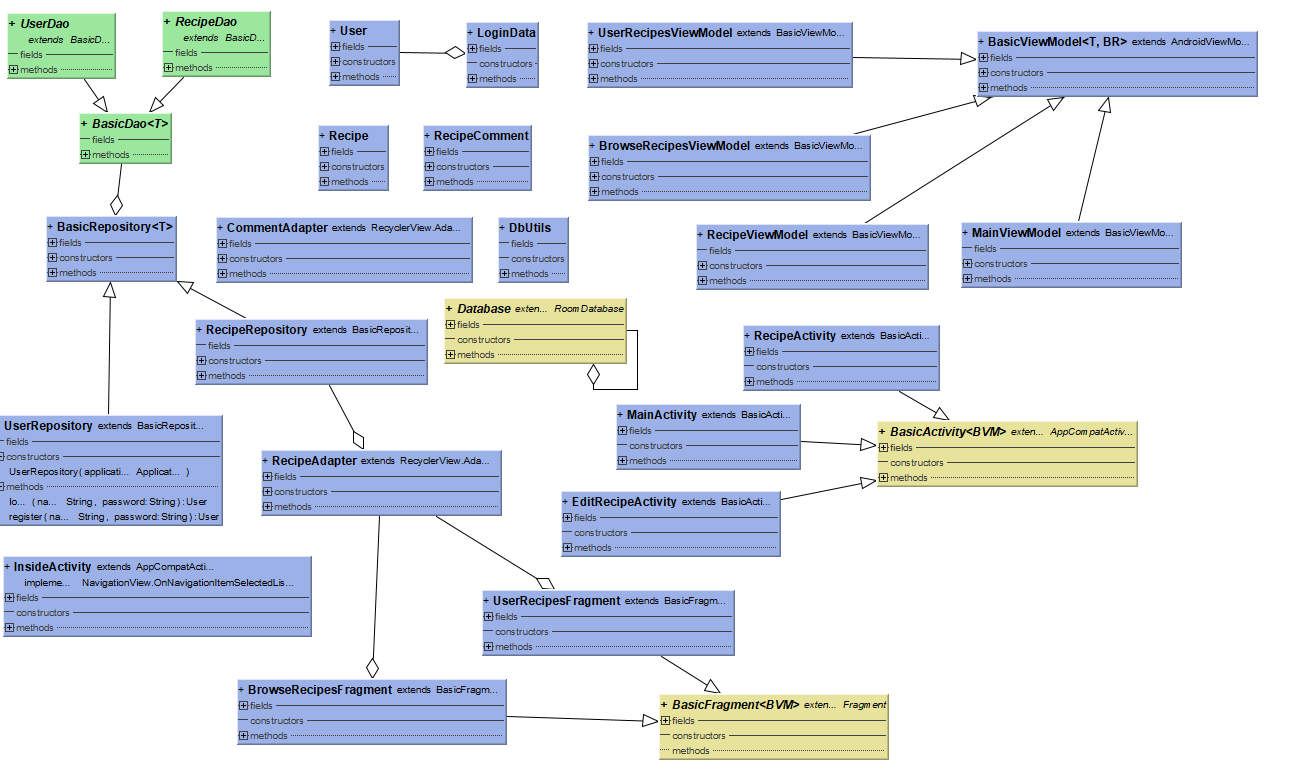 + UserDao
extends BasicD...
fields
methods
+ RecipeDao
extends BasicD...
fields
methods
+ User
fields
constructors
methods
+ LoginData
fields
constructors
methods
+ UserRecipesViewModel extends BasicViewMo...
fields
constructors
methods
+ BasicViewModel<T, BR> extends AndroidViewMo...
fields
constructors
methods
+ BasicDao<T>
fields
methods
+ Recipe
fields
constructors
methods
+ RecipeComment
fields
constructors
methods
+ BrowseRecipesViewModel extends BasicViewMo...
fields
constructors
methods
+ BasicRepository<T>
fields
constructors
methods
+ CommentAdapter extends RecyclerView.Ada...
fields
constructors
methods
+ DbUtils
fields
constructors
methods
+ RecipeViewModel extends BasicViewMo...
fields
constructors
methods
+ MainViewModel extends BasicViewMo...
fields
constructors
methods
+ RecipeRepository extends BasicReposit...
fields
constructors
methods
+ Database exten... RoomDatabase
fields
constructors
methods
+ RecipeActivity extends BasicActi...
fields
constructors
methods
UserRepository extends BasicReposit...
fields
constructors
UserRepository(applicati... Applicat... )
methods
lo... (na... String, password:String):User
register(na... String, password:String):User
+ RecipeAdapter extends RecyclerView.Ada...
fields
constructors
methods
+ MainActivity extends BasicActi...
fields
constructors
methods
+ BasicActivity<BVM> exten... AppCompatActiv...
fields
constructors
methods
+ EditRecipeActivity extends BasicActi...
fields
constructors
methods
+ InsideActivity extends AppCompatActi...
impleme... NavigationView.OnNavigationItemSelectedLis...
fields
constructors
methods
+ UserRecipesFragment extends BasicFragm...
fields
constructors
methods
+ BrowseRecipesFragment extends BasicFragm...
fields
constructors
methods
+ BasicFragment<BVM> exten... Fragment
fields
constructors
methods